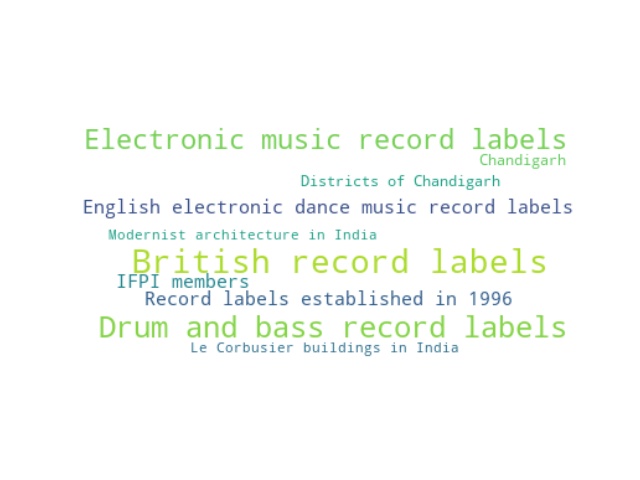 Electronic music record labels
Chandigarh
Districts of Chandigarh
English electronic dance music record labels
Modernist architecture in India
British record labels
IFPI members
Record labels established in 1996
Drum and bass record labels
Le Corbusier buildings in India